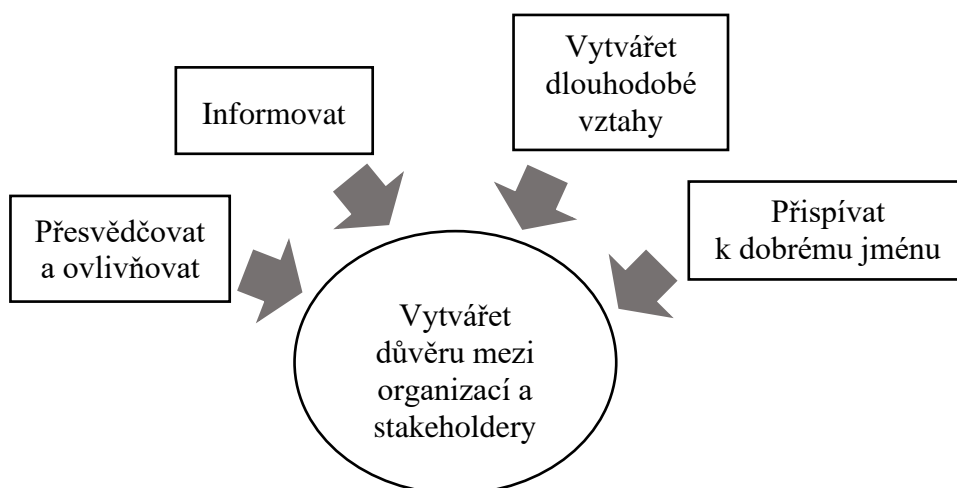 Přesvědčovat
a ovlivňovat
Informovat
Vytvářet
dlouhodobé
vztahy
Přispívat
k dobrému jménu
Vytvářet
důvěru mezi
organizací a
stakeholdery